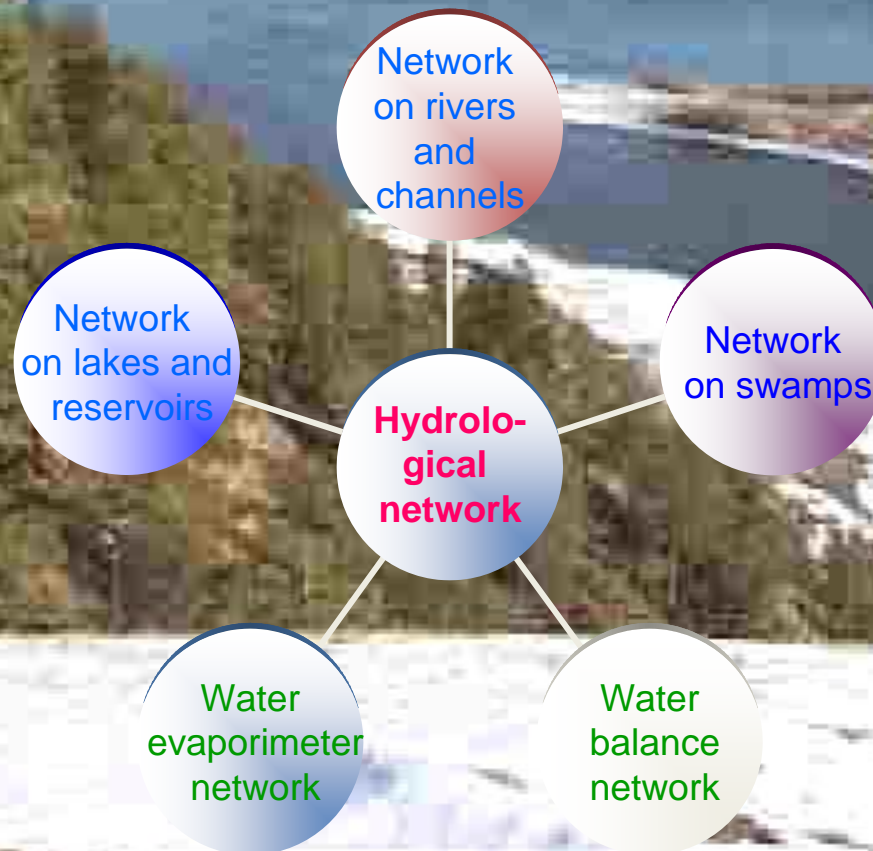 Network
on rivers
and
channels
Network
on lakes and
reservoirs
Network
on swamps
Hydrolo-
gical
network
Water
evaporimeter
network
Water
balance
network